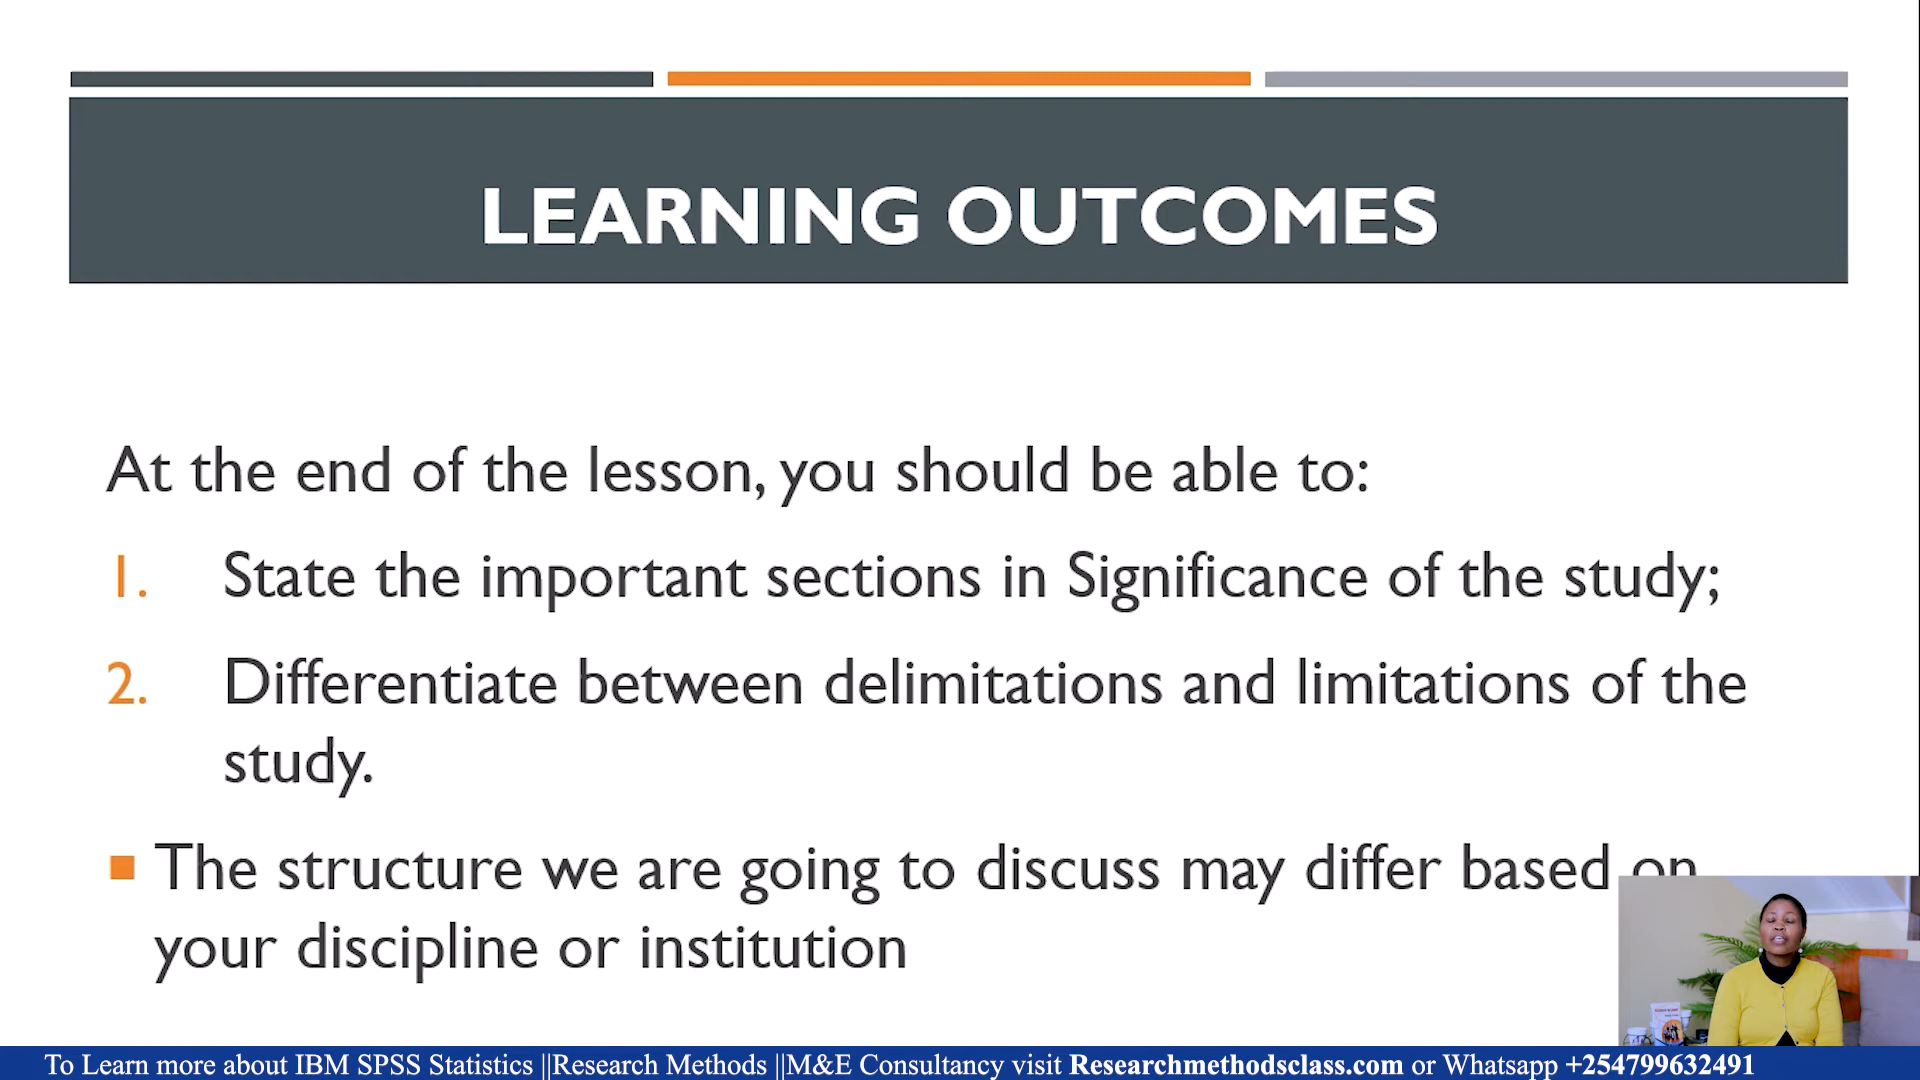 LEARNING OUTCOMES
At the end of the lesson, you should be able to:
1. State the important sections in Significance of the study;
2. Differentiate between delimitations and limitations of the
study.
The structure we are going to discuss may differ based on
your discipline or institution
To Learn more about IBM SPSS Statistics ||Research Methods ||M&E Consultancy visit Researchmethodsclass.com or Whatsapp +254799632491